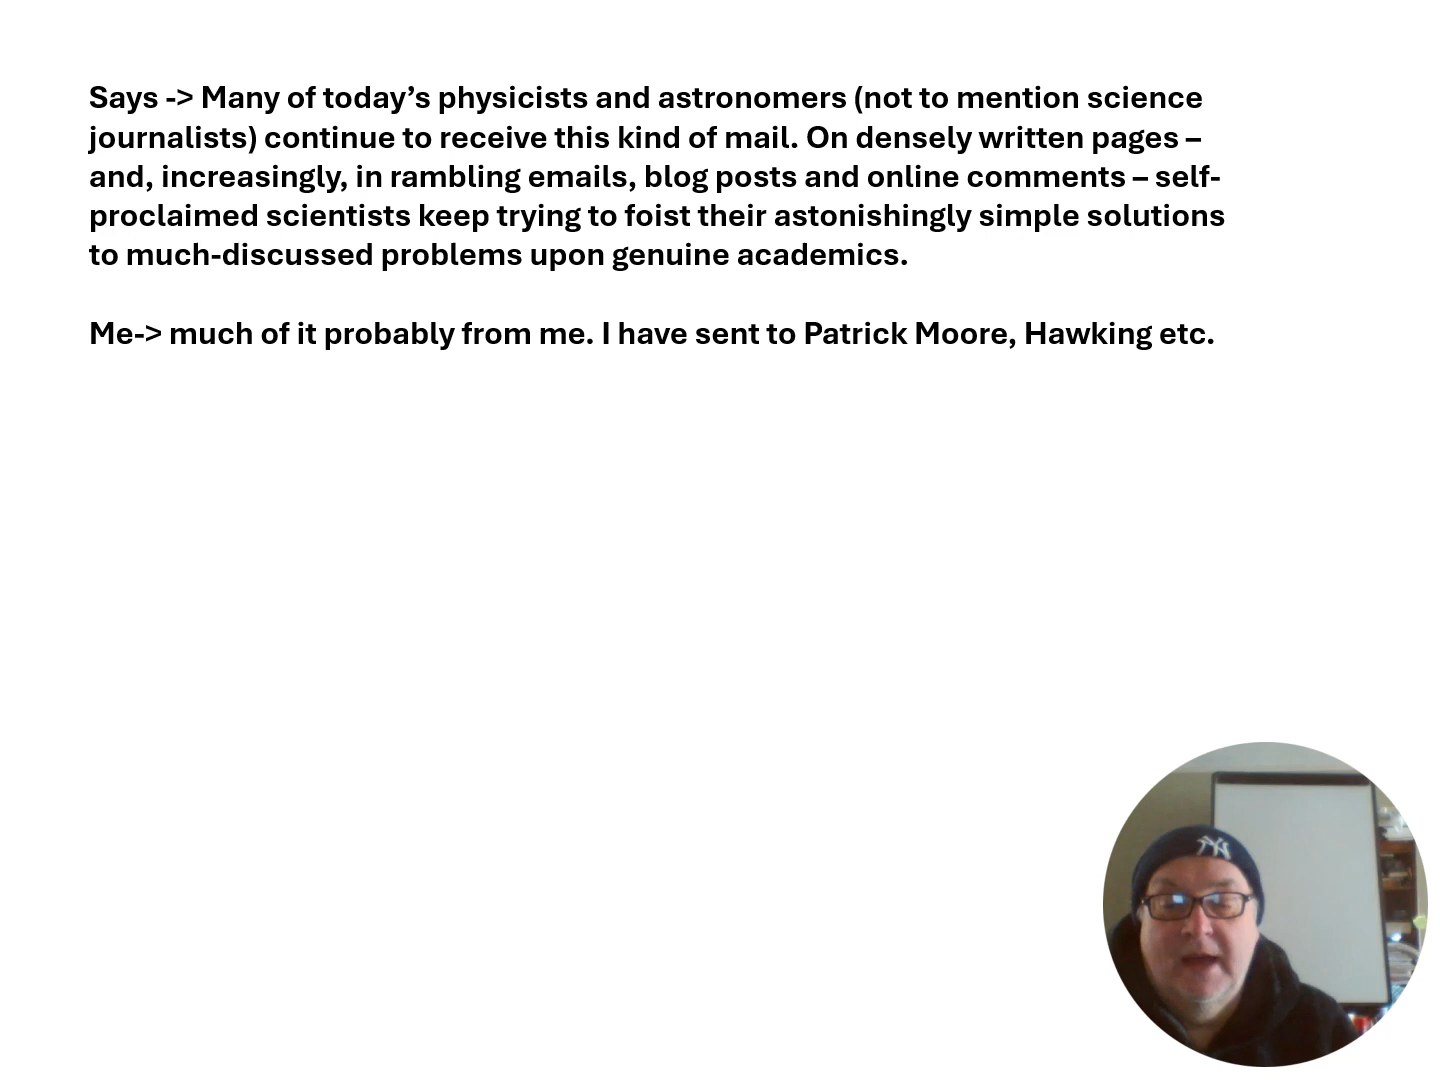 Says -> Many of today’s physicists and astronomers (not to mention science
journalists) continue to receive this kind of mail. On densely written pages –
and, increasingly, in rambling emails, blog posts and online comments – self-
proclaimed scientists keep trying to foist their astonishingly simple solutions
to much-discussed problems upon genuine academics.
Me-> much of it probably from me. I have sent to Patrick Moore, Hawking etc.
NY